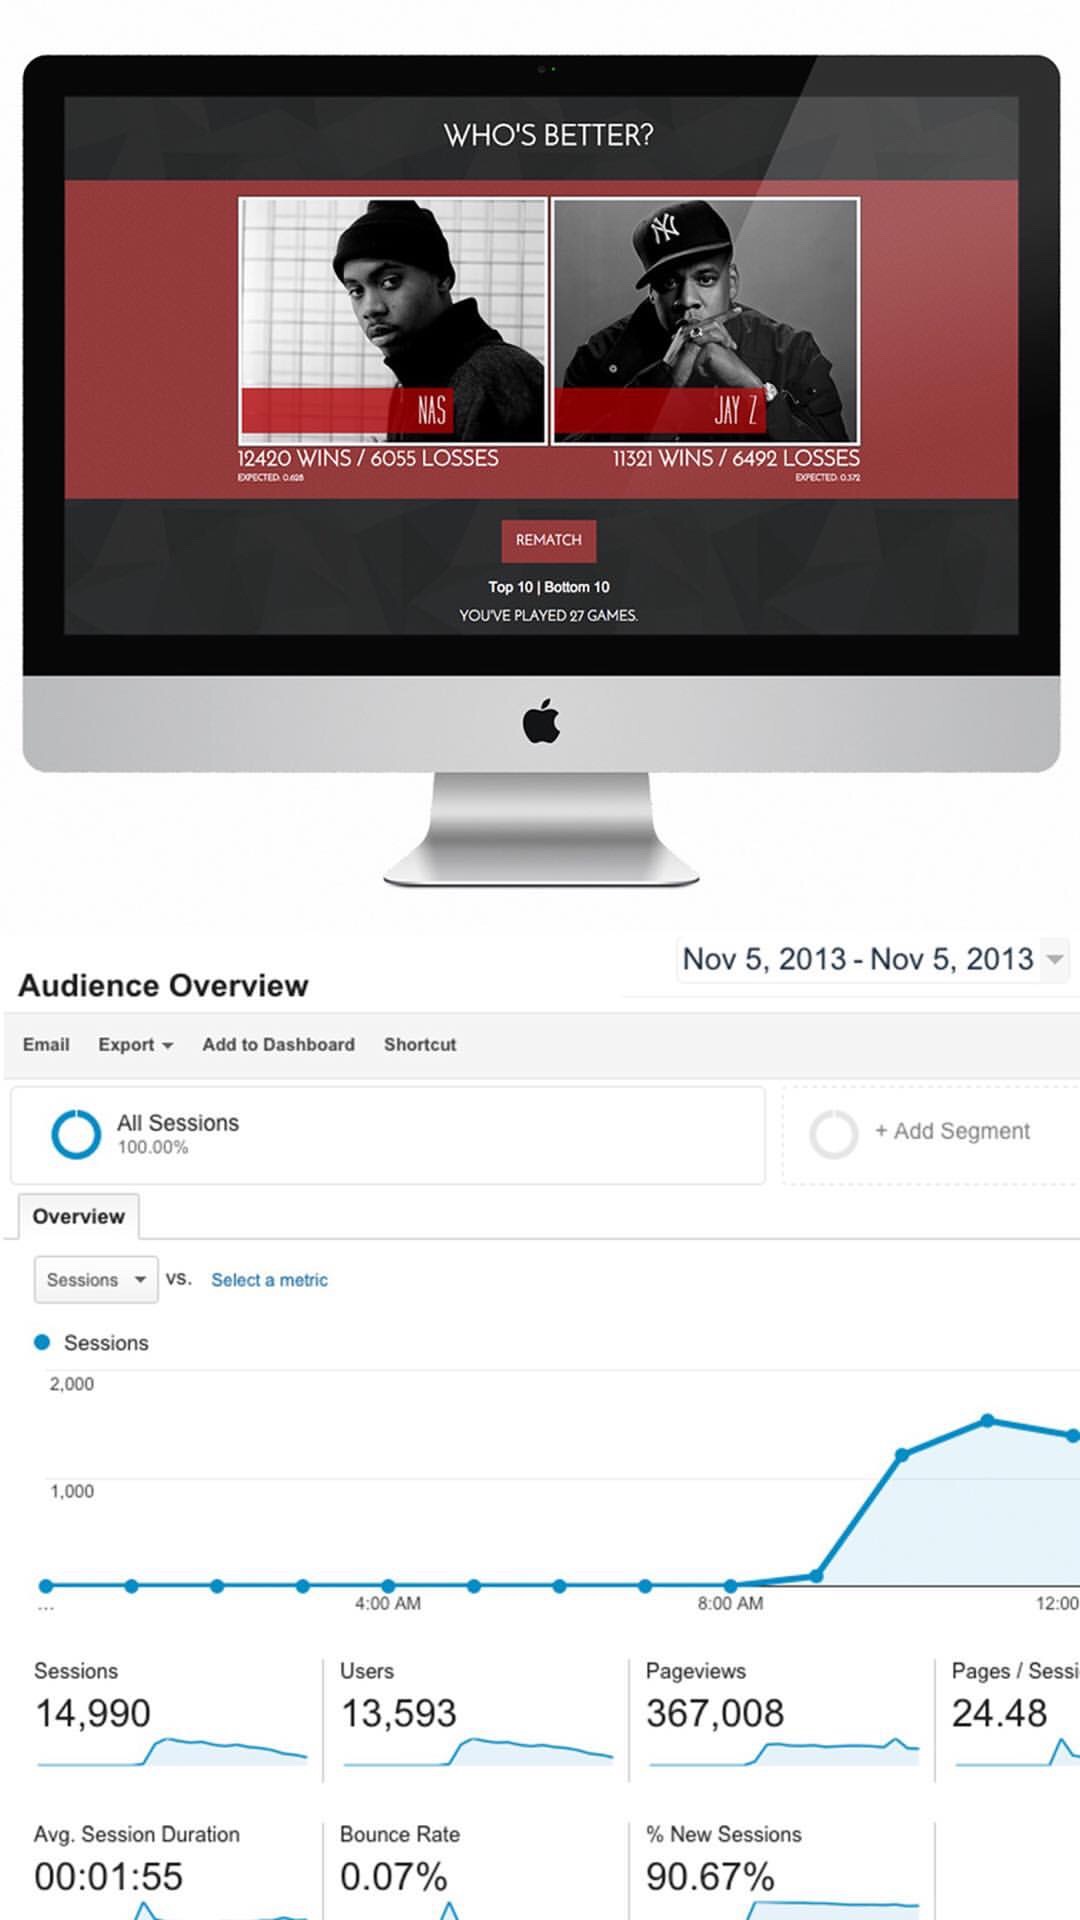 WHO'S BETTER?
NAS
JAY Z
12420 WINS / 6055 LOSSES
11321 WINS / 6492 LOSSES
EXPECTED: 0.628
EXPECTED: 0.372
REMATCH
Top 10 | Bottom 10
YOU'VE PLAYED 27 GAMES.
Nov 5, 2013 - Nov 5, 2013
Audience Overview
Email Export Add to Dashboard Shortcut
All Sessions
100.00%
+ Add Segment
Overview
Sessions vs. Select a metric
Sessions
2,000
1,000
... 4:00 AM 8:00 AM 12:00
Sessions Users Pageviews Pages / Sessi
14,990 13,593 367,008 24.48
Avg. Session Duration Bounce Rate % New Sessions
00:01:55 0.07% 90.67%